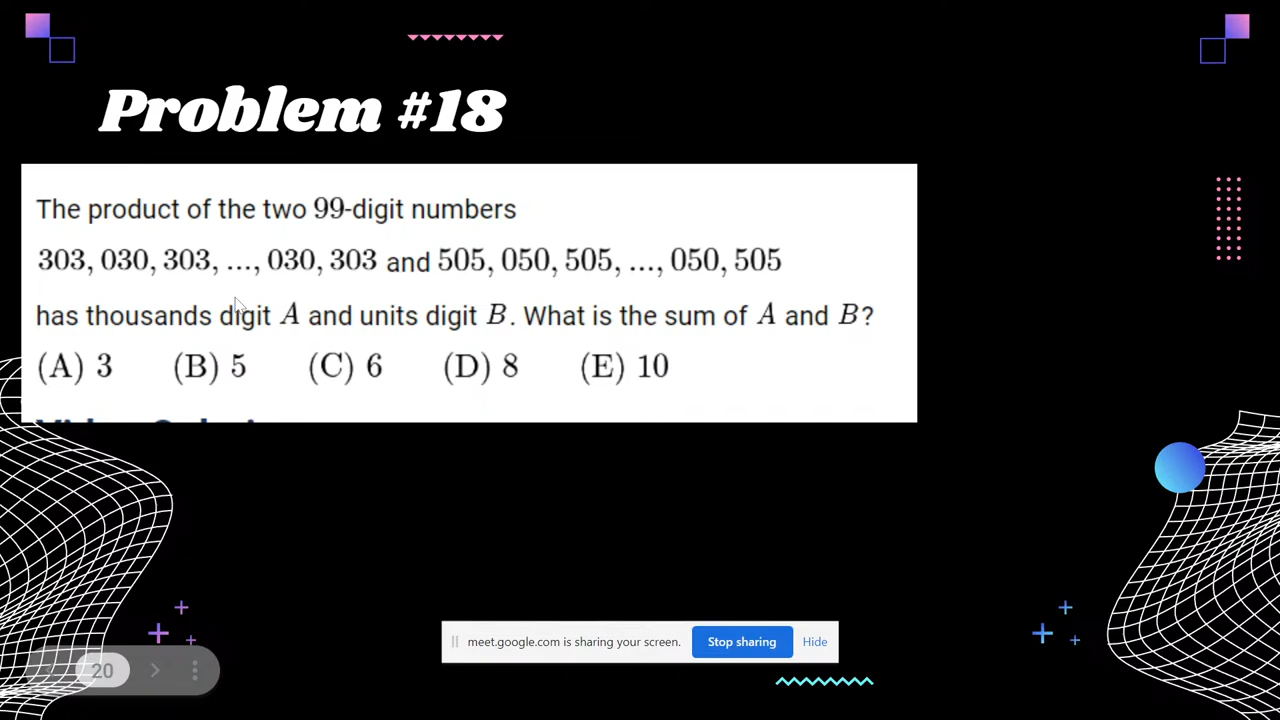 Problem #18
The product of the two 99-digit numbers
303, 030, 303, ..., 030, 303 and 505, 050, 505, ..., 050, 505
has thousands digit A and units digit B. What is the sum of A and B?
(A) 3 (B) 5 (C) 6 (D) 8 (E) 10
meet.google.com is sharing your screen. Stop sharing Hide
20